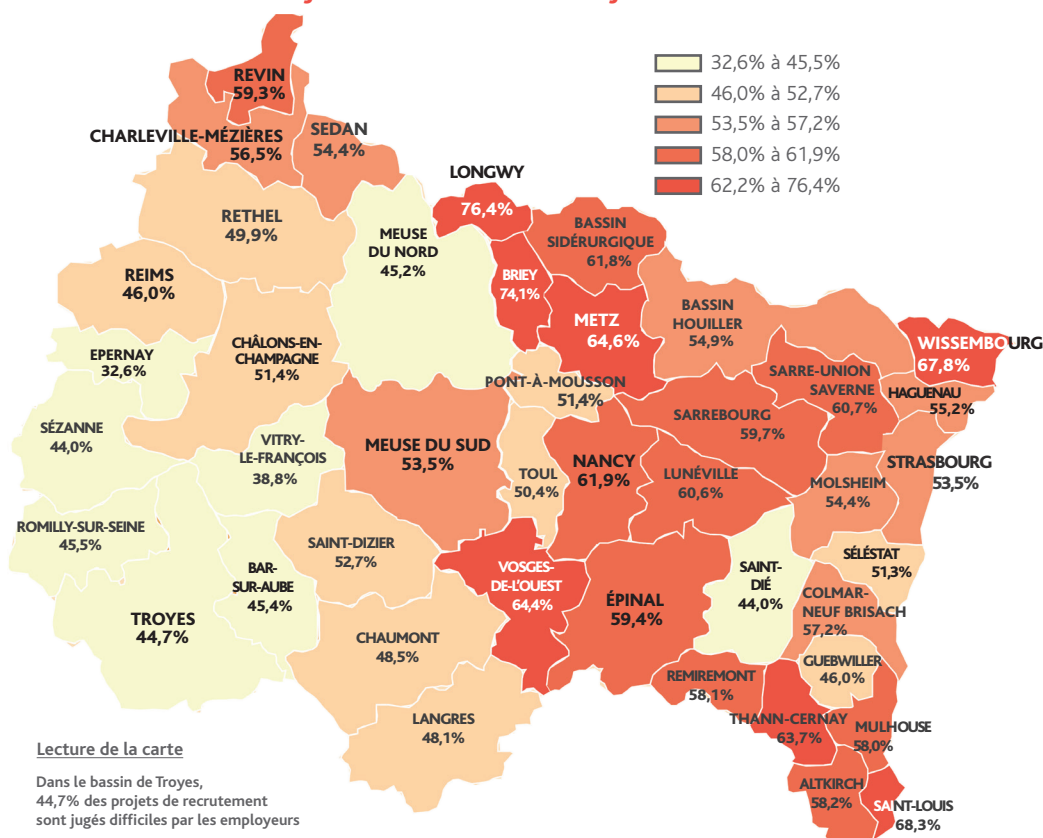 32,6% à 45,5%
46,0% à 52,7%
53,5% à 57,2%
58,0% à 61,9%
62,2% à 76,4%
REVIN
59,3%
CHARLEVILLE-MÉZIÈRES
56,5%
SEDAN
54,4%
LONGWY
76,4%
RETHEL
49,9%
MEUSE
DU NORD
45,2%
BASSIN
SIDÉRURGIQUE
61,8%
REIMS
46,0%
BRIEY
74,1%
METZ
64,6%
BASSIN
HOUILLER
54,9%
WISSEMBOURG
67,8%
EPERNAY
32,6%
CHÂLONS-EN-
CHAMPAGNE
51,4%
PONT-À-MOUSSON
51,4%
SARRE-UNION
SAVERNE
60,7%
HAGUENAU
55,2%
SÉZANNE
44,0%
VITRY-
LE-FRANÇOIS
38,8%
MEUSE DU SUD
53,5%
SARREBOURG
59,7%
TOUL
50,4%
NANCY
61,9%
LUNÉVILLE
60,6%
MOLSHEIM
54,4%
STRASBOURG
53,5%
ROMILLY-SUR-SEINE
45,5%
SAINT-DIZIER
52,7%
BAR-
SUR-AUBE
45,4%
VOSGES-
DE-L'OUEST
64,4%
SAINT-
DIÉ
44,0%
SÉLÉSTAT
51,3%
TROYES
44,7%
ÉPINAL
59,4%
COLMAR-
NEUF BRISACH
57,2%
CHAUMONT
48,5%
GUEBWILLER
46,0%
REMIREMONT
58,1%
LANGRES
48,1%
THANN-CERNAY
63,7%
MULHOUSE
58,0%
ALTKIRCH
58,2%
SAINT-LOUIS
68,3%
Lecture de la carte
Dans le bassin de Troyes,
44,7% des projets de recrutement
sont jugés difficiles par les employeurs